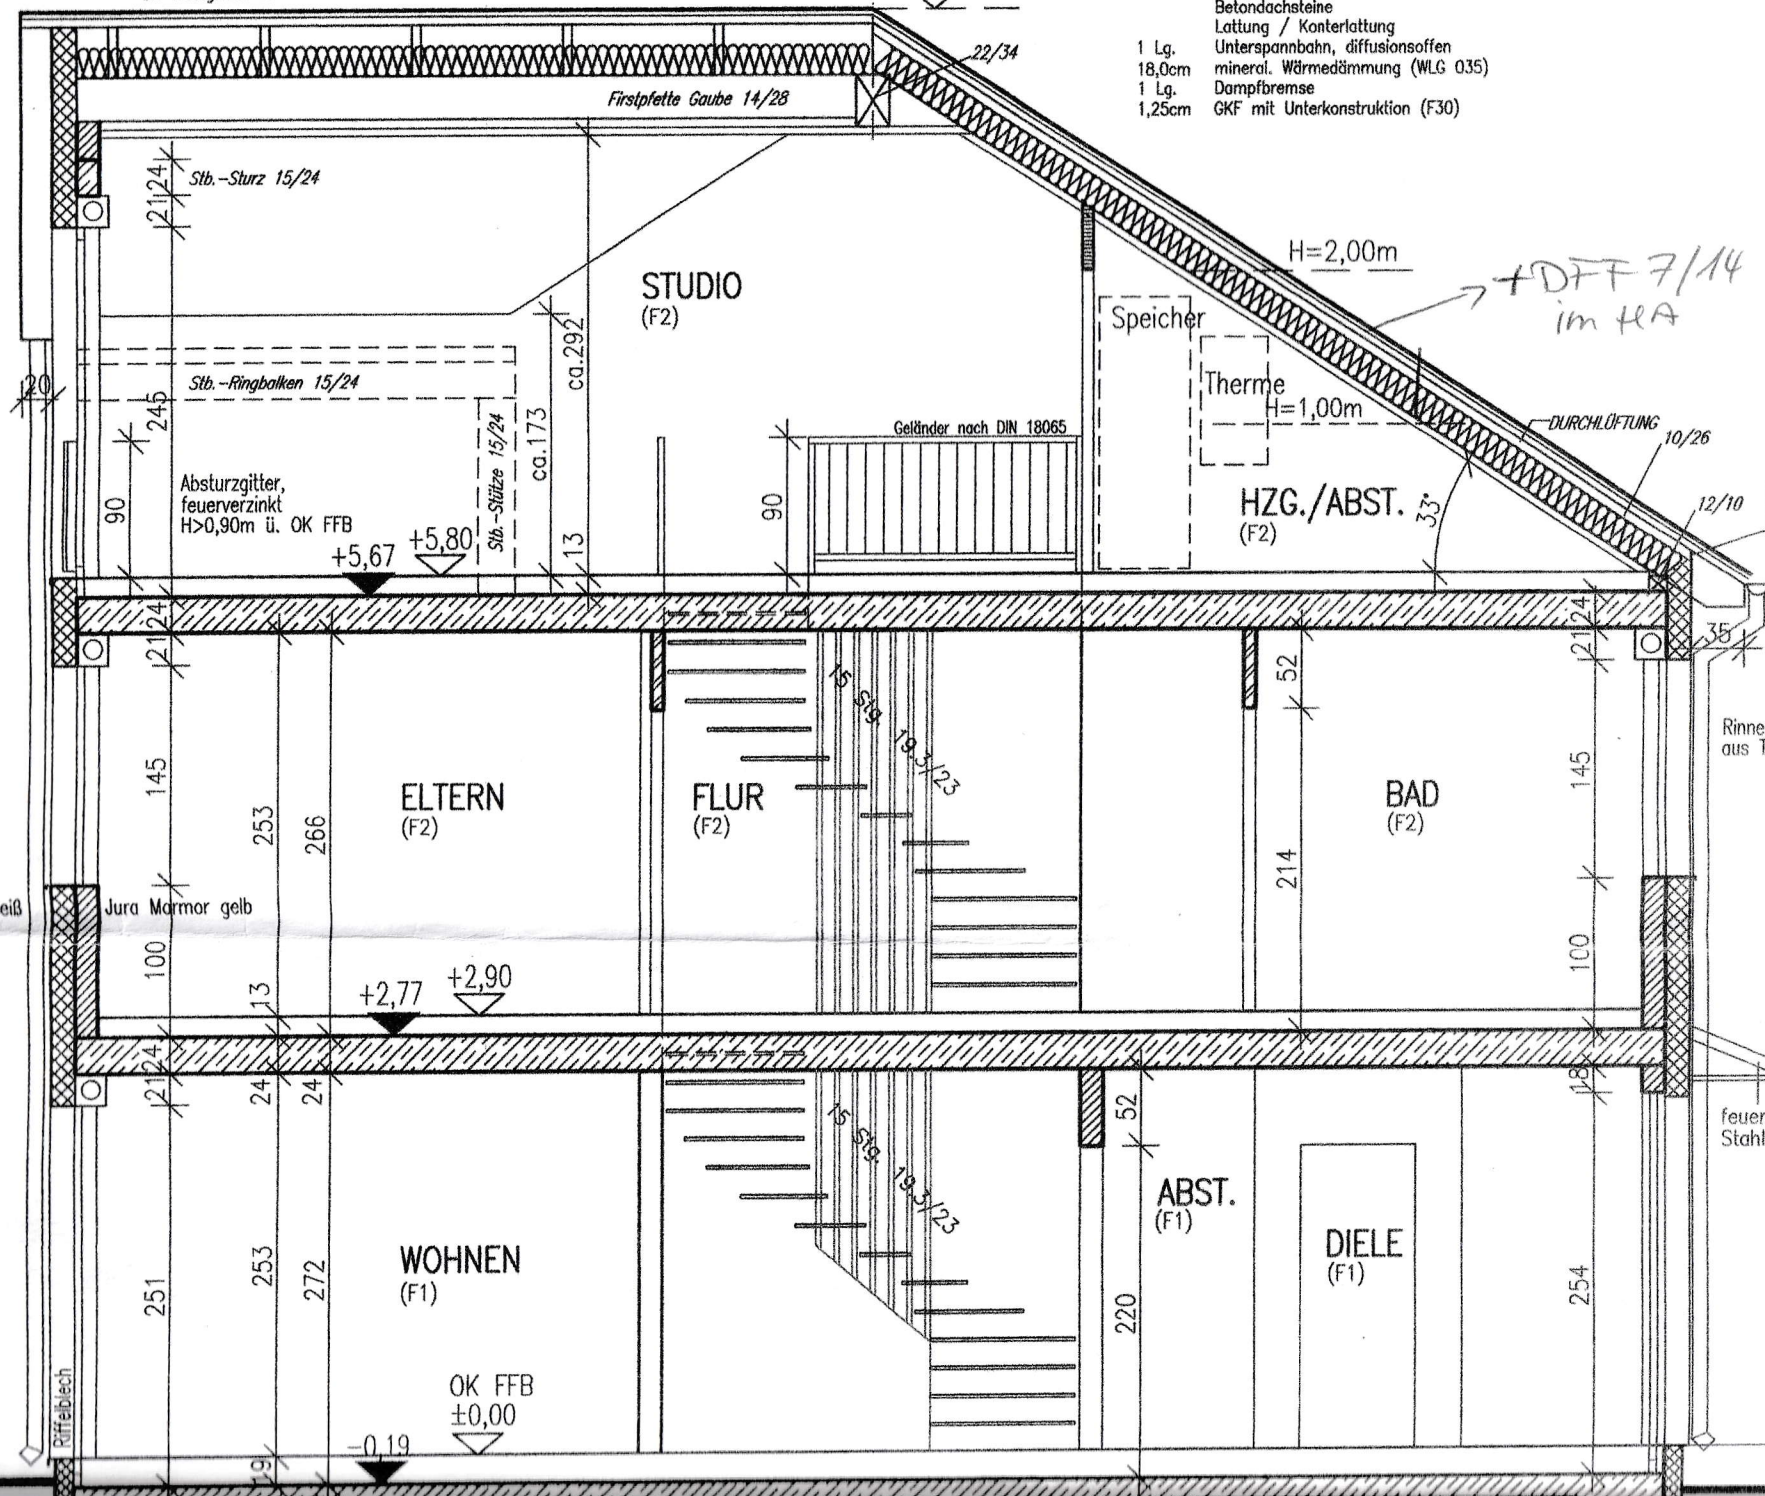 Betondachsteine
Lattung / Konterlattung
1 Lg. Unterspannbahn, diffusionsoffen
18,0cm mineral. Wärmedämmung (WLG 035)
1 Lg. Dampfbremse
1,25cm GKF mit Unterkonstruktion (F30)
22/34
Firstpfette Gaube 14/28
Stb.-Sturz 15/24
24
21
H=2,00m
+DFF 7/14
im HA
STUDIO
(F2)
Speicher
Therme
H=1,00m
ca.292
Stb.-Ringbalken 15/24
20
245
ca.173
Stb.-Stütze 15/24
Geländer nach DIN 18065
DURCHLÜFTUNG
10/26
12/10
Absturzgitter,
feuerverzinkt
H>0,90m ü. OK FFB
90
90
HZG./ABST.
(F2)
33°
+5,67
+5,80
13
24
21
24
21
35
52
15 Stg. 19.3/23
Rinne
aus
145
253
266
ELTERN
(F2)
FLUR
(F2)
BAD
(F2)
145
214
eiß
Jura Marmor gelb
100
100
13
+2,77
+2,90
24
21
24
24
18
52
15 Stg. 19.3/23
feuer
Stahl
ABST.
(F1)
DIELE
(F1)
WOHNEN
(F1)
251
253
272
220
254
Riffelblech
OK FFB
±0,00
-0,19
19